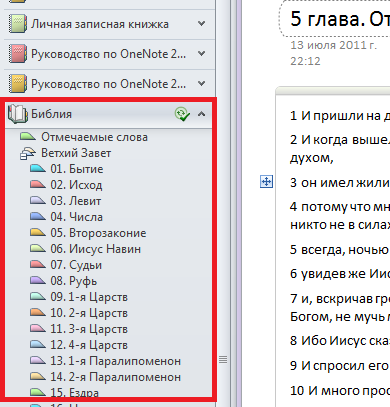 Личная записная книжка
Руководство по OneNote 2...
Руководство по OneNote 2...
Библия
Отмечаемые слова
Ветхий Завет
01. Бытие
02. Исход
03. Левит
04. Числа
05. Второзаконие
06. Иисус Навин
07. Судьи
08. Руфь
09. 1-я Царств
10. 2-я Царств
11. 3-я Царств
12. 4-я Царств
13. 1-я Паралипоменон
14. 2-я Паралипоменон
15. Ездра
5 глава. От
13 июля 2011 г.
22:12
1 И пришли на д
2 И когда выше
духом,
3 он имел жили
4 потому что мн
никто не в силах
5 всегда, ночью
6 увидев же Иис
7 и, вскричав гр
Богом, не мучь м
8 Ибо Иисус ска
9 И спросил его
10 И много прос